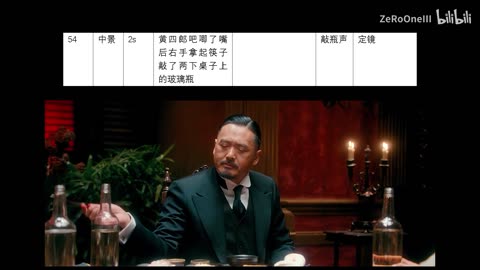 ZeRoOneIII bilibili
54 中景 2s 黄四郎吧唧了嘴 敲瓶声 定镜
后右手拿起筷子
敲了两下桌子上
的玻璃瓶